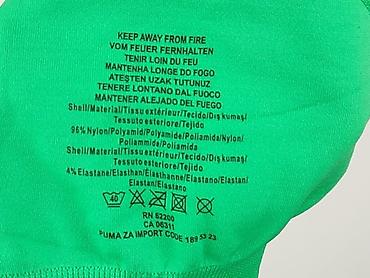 KEEP AWAY FROM FIRE
VOM FEUER FERNHALTEN
TENIR LOIN DU FEU
MANTENHA LONGE DO FOGO
ATEŞTEN UZAK TUTUNUZ
TENERE LONTANO DAL FUOCO
MANTENER ALEJADO DEL FUEGO
Shell/Material/Tissu extérieur/Tecido/Dış kumaş/
Tessuto esteriore/Tejido
96% Nylon/Polyamid/Polyamide/Poliamida/Nylon/
Poliammide/Poliamida
Shell/Material/Tissu extérieur/Tecido/Dış kumaş/
Tessuto esteriore/Tejido
4% Elastane/Elasthan/Élasthanne/Elastano/Elastan/
Elastan/Elastano
40
RN 62200
CA 06311
PUMA ZA IMPORT CODE 189 53 23